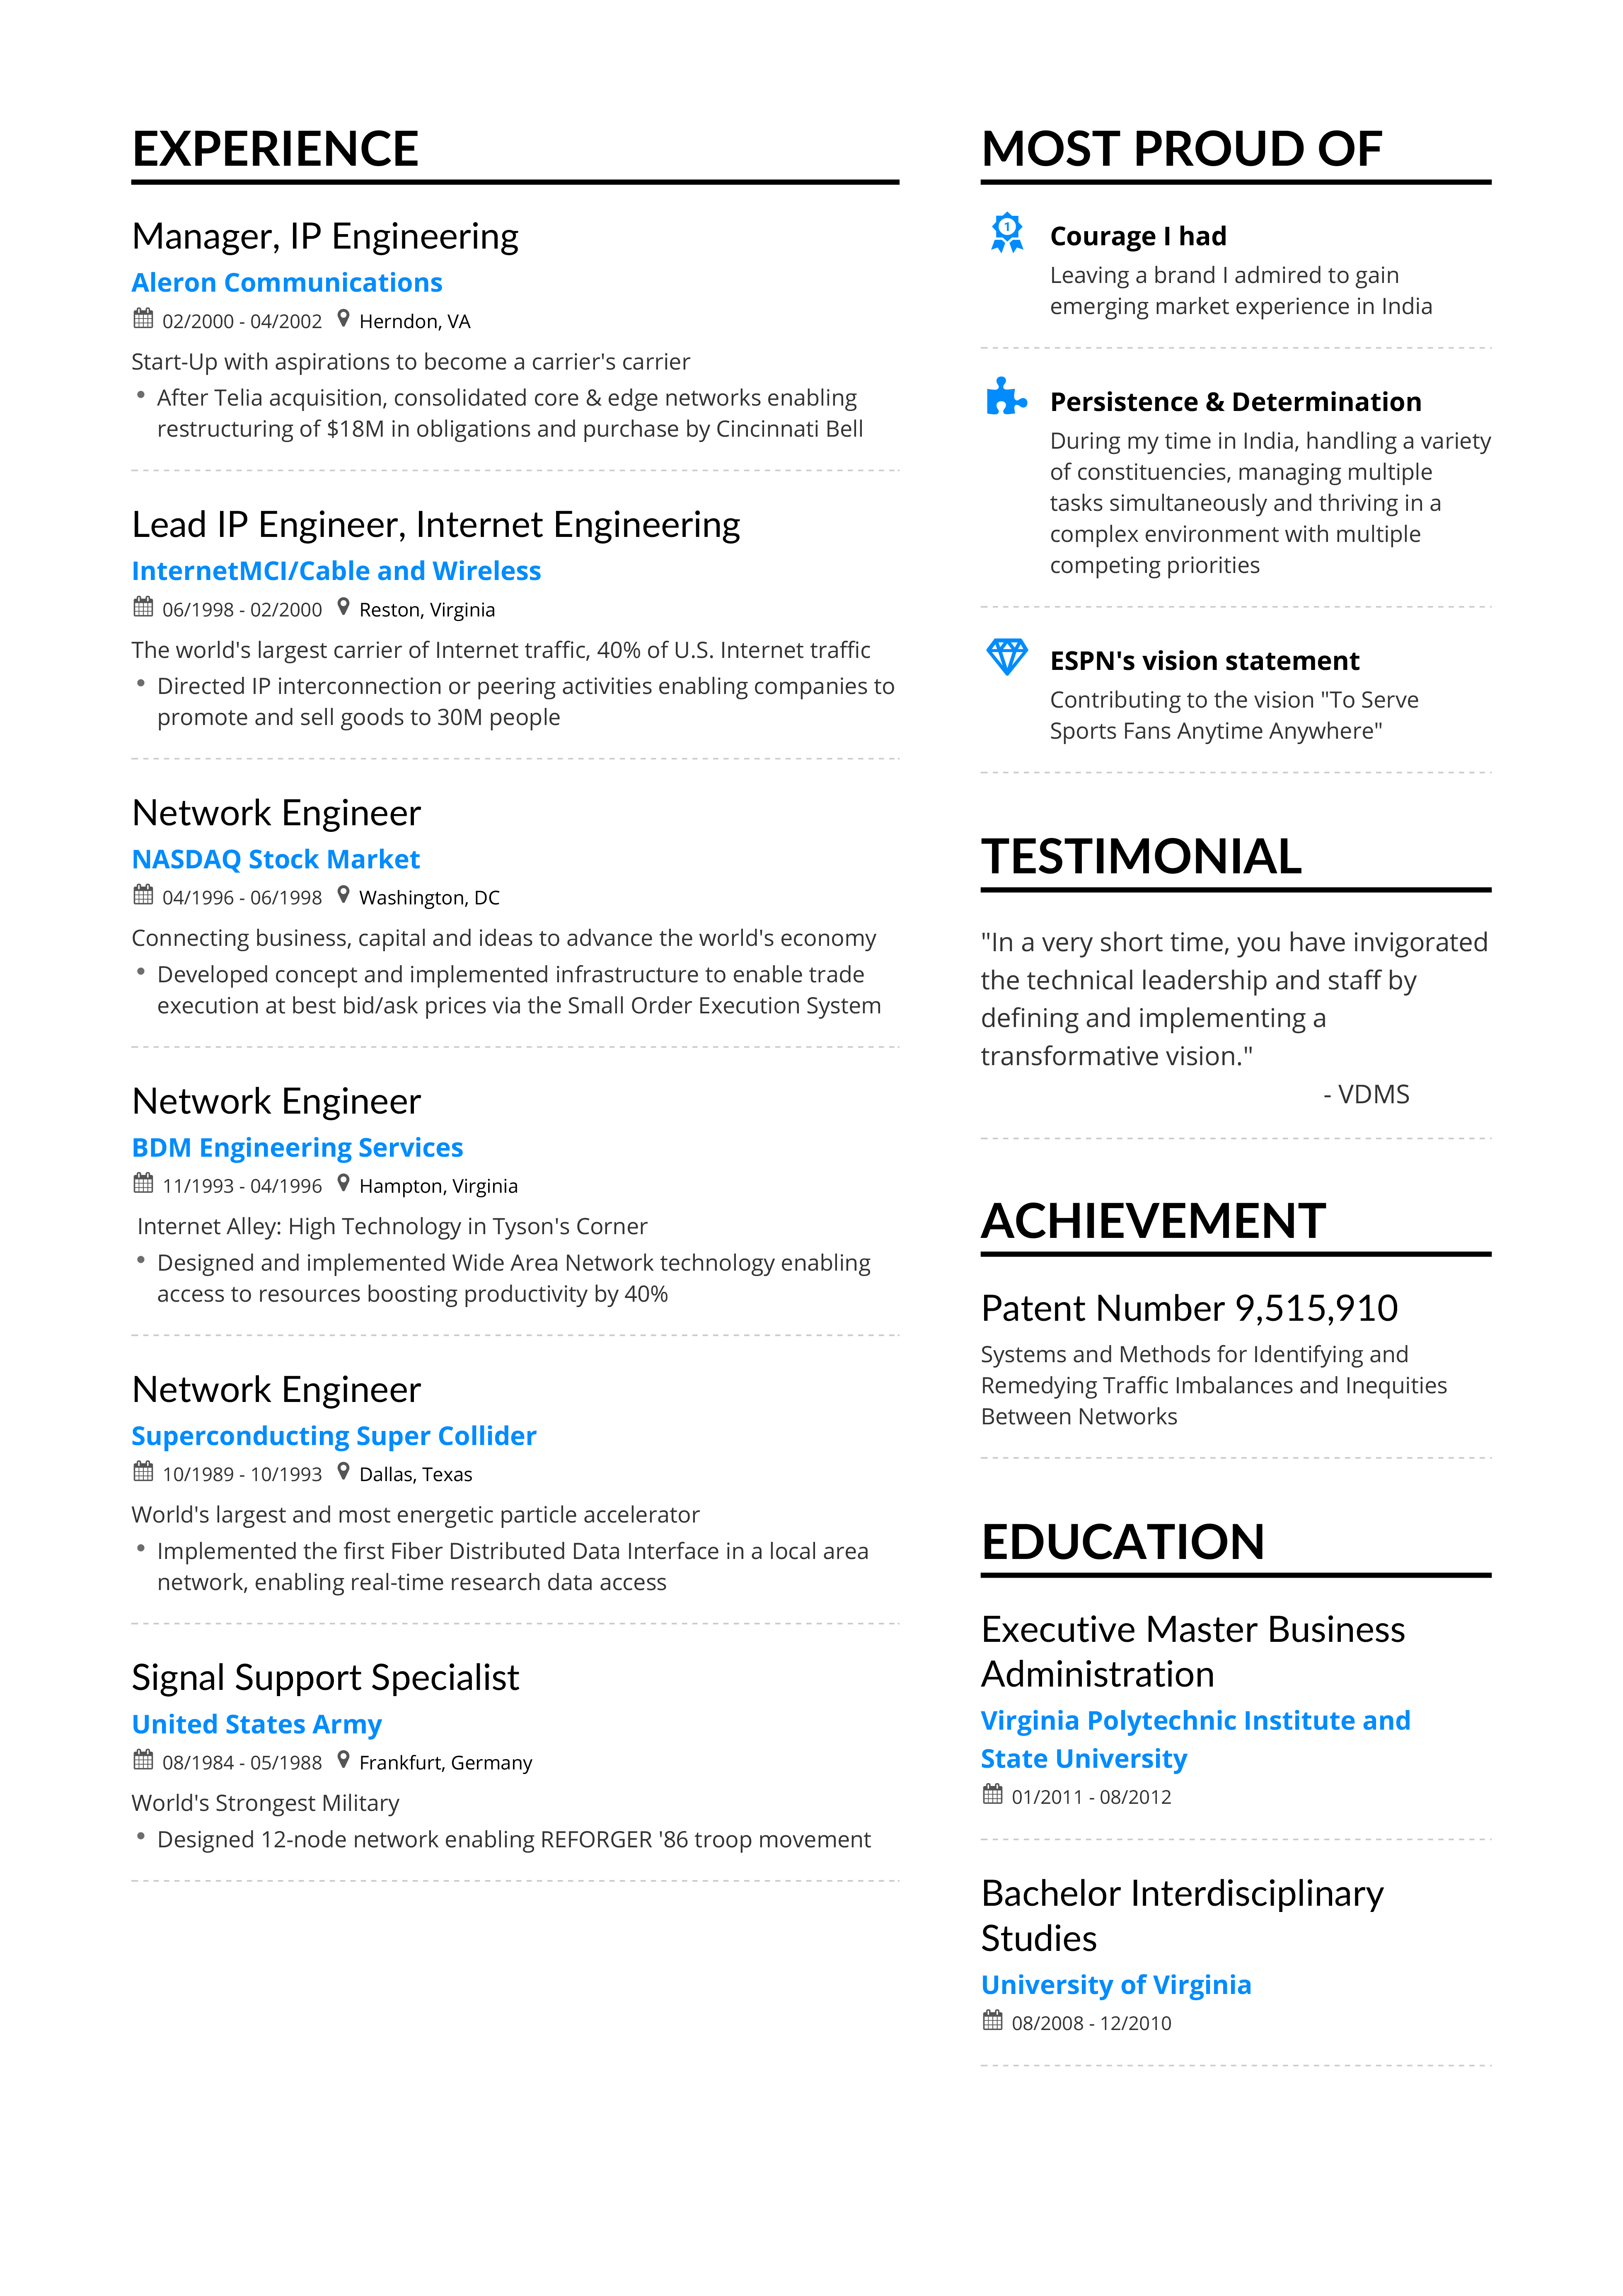 EXPERIENCE
Manager, IP Engineering
Aleron Communications
02/2000 - 04/2002 Herndon, VA
Start-Up with aspirations to become a carrier's carrier
• After Telia acquisition, consolidated core & edge networks enabling
restructuring of $18M in obligations and purchase by Cincinnati Bell
Lead IP Engineer, Internet Engineering
InternetMCI/Cable and Wireless
06/1998 - 02/2000 Reston, Virginia
The world's largest carrier of Internet traffic, 40% of U.S. Internet traffic
• Directed IP interconnection or peering activities enabling companies to
promote and sell goods to 30M people
Network Engineer
NASDAQ Stock Market
04/1996 - 06/1998 Washington, DC
Connecting business, capital and ideas to advance the world's economy
• Developed concept and implemented infrastructure to enable trade
execution at best bid/ask prices via the Small Order Execution System
Network Engineer
BDM Engineering Services
11/1993 - 04/1996 Hampton, Virginia
Internet Alley: High Technology in Tyson's Corner
• Designed and implemented Wide Area Network technology enabling
access to resources boosting productivity by 40%
Network Engineer
Superconducting Super Collider
10/1989 - 10/1993 Dallas, Texas
World's largest and most energetic particle accelerator
• Implemented the first Fiber Distributed Data Interface in a local area
network, enabling real-time research data access
Signal Support Specialist
United States Army
08/1984 - 05/1988 Frankfurt, Germany
World's Strongest Military
• Designed 12-node network enabling REFORGER '86 troop movement
MOST PROUD OF
1
Courage I had
Leaving a brand I admired to gain
emerging market experience in India
Persistence & Determination
During my time in India, handling a variety
of constituencies, managing multiple
tasks simultaneously and thriving in a
complex environment with multiple
competing priorities
ESPN's vision statement
Contributing to the vision "To Serve
Sports Fans Anytime Anywhere"
TESTIMONIAL
"In a very short time, you have invigorated
the technical leadership and staff by
defining and implementing a
transformative vision."
- VDMS
ACHIEVEMENT
Patent Number 9,515,910
Systems and Methods for Identifying and
Remedying Traffic Imbalances and Inequities
Between Networks
EDUCATION
Executive Master Business
Administration
Virginia Polytechnic Institute and
State University
01/2011 - 08/2012
Bachelor Interdisciplinary
Studies
University of Virginia
08/2008 - 12/2010